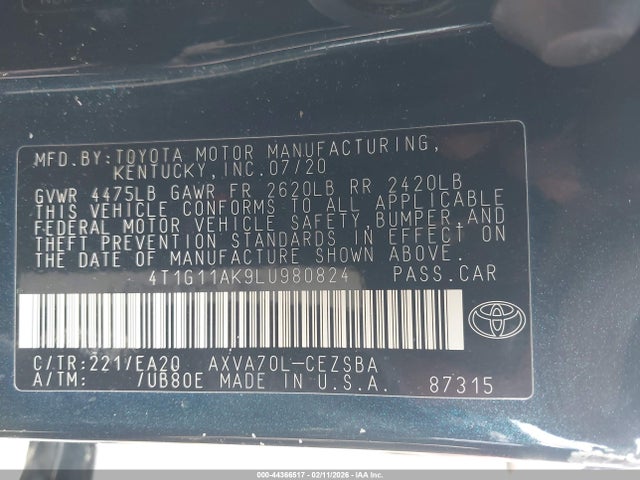 MFD.BY:TOYOTA MOTOR MANUFACTURING,
KENTUCKY,INC.07/20
GVWR 4475LB GAWR FR 2620LB RR 2420LB
THIS VEHICLE CONFORMS TO ALL APPLICABLE
FEDERAL MOTOR VEHICLE SAFETY,BUMPER,AND
THEFT PREVENTION STANDARDS IN EFFECT ON
THE DATE OF MANUFACTURE SHOWN ABOVE.
4T1G11AK9LU980824 PASS.CAR
C/TR:221/EA20 AXVA70L-CEZSBA
A/TM: /UB80E MADE IN U.S.A. 87315
000-44366517 - 02/11/2026 - IAA Inc.